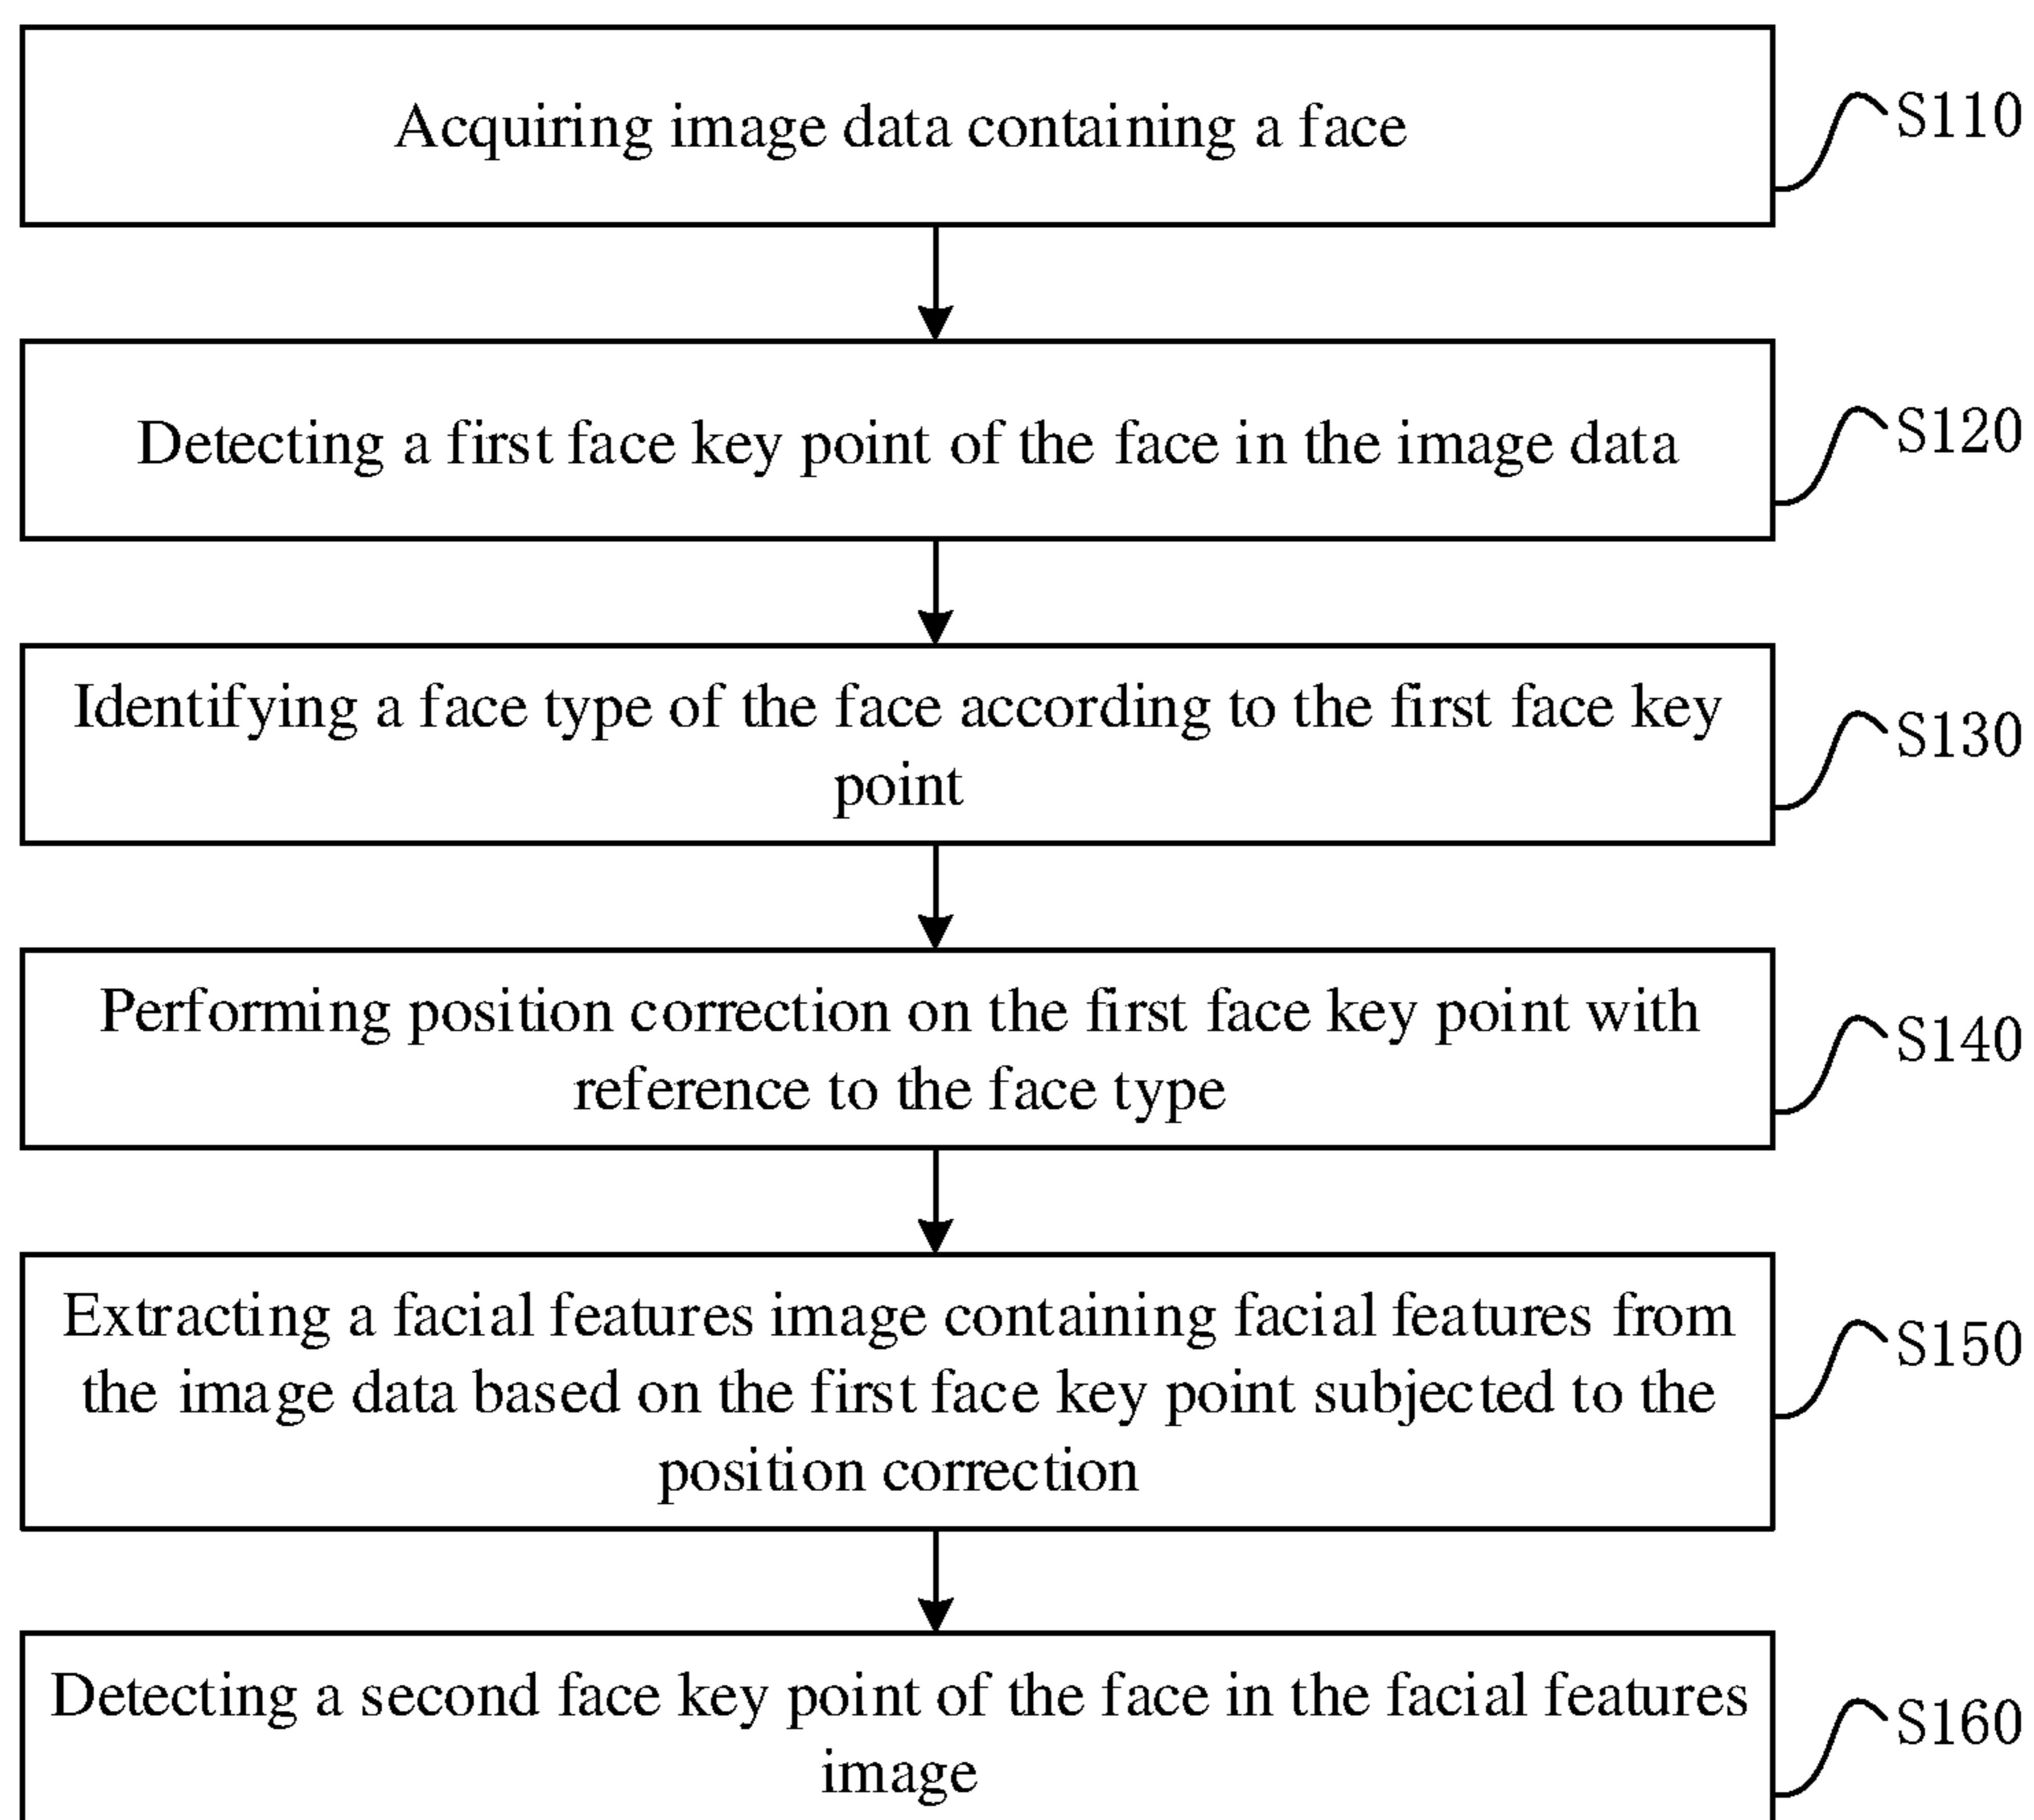 Acquiring image data containing a face
S110
Detecting a first face key point of the face in the image data
S120
Identifying a face type of the face according to the first face key
point
S130
Performing position correction on the first face key point with
reference to the face type
S140
Extracting a facial features image containing facial features from
the image data based on the first face key point subjected to the
position correction
S150
Detecting a second face key point of the face in the facial features
image
S160